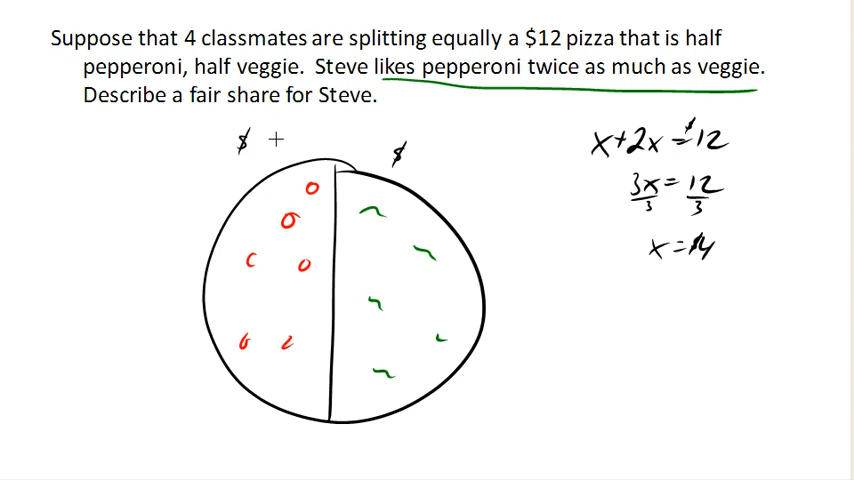 Suppose that 4 classmates are splitting equally a $12 pizza that is half
pepperoni, half veggie. Steve likes pepperoni twice as much as veggie.
Describe a fair share for Steve.
$ $
x+2x=$12
3x/3 = 12/3
x=$4